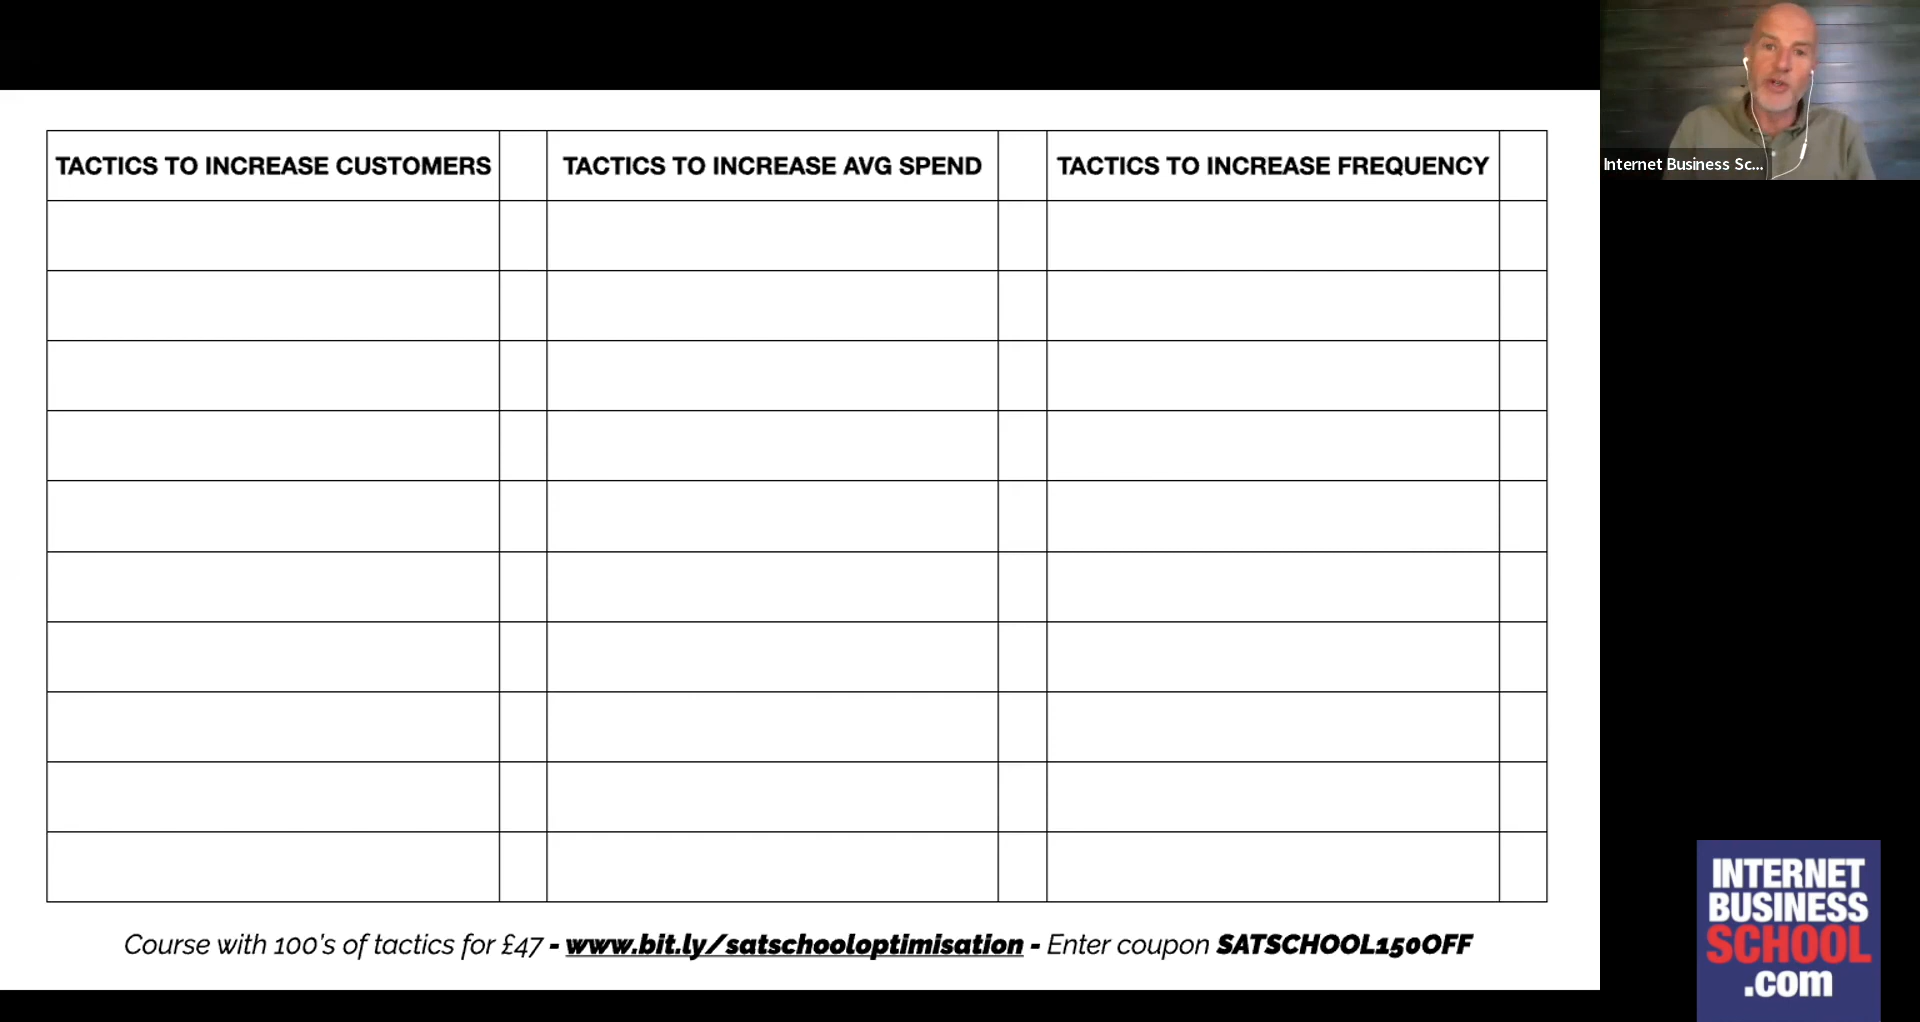 TACTICS TO INCREASE CUSTOMERS
TACTICS TO INCREASE AVG SPEND
TACTICS TO INCREASE FREQUENCY
Internet Business Sc...
Course with 100's of tactics for £47 - www.bit.ly/satschooloptimisation - Enter coupon SATSCHOOL150OFF
INTERNET
BUSINESS
SCHOOL
.com